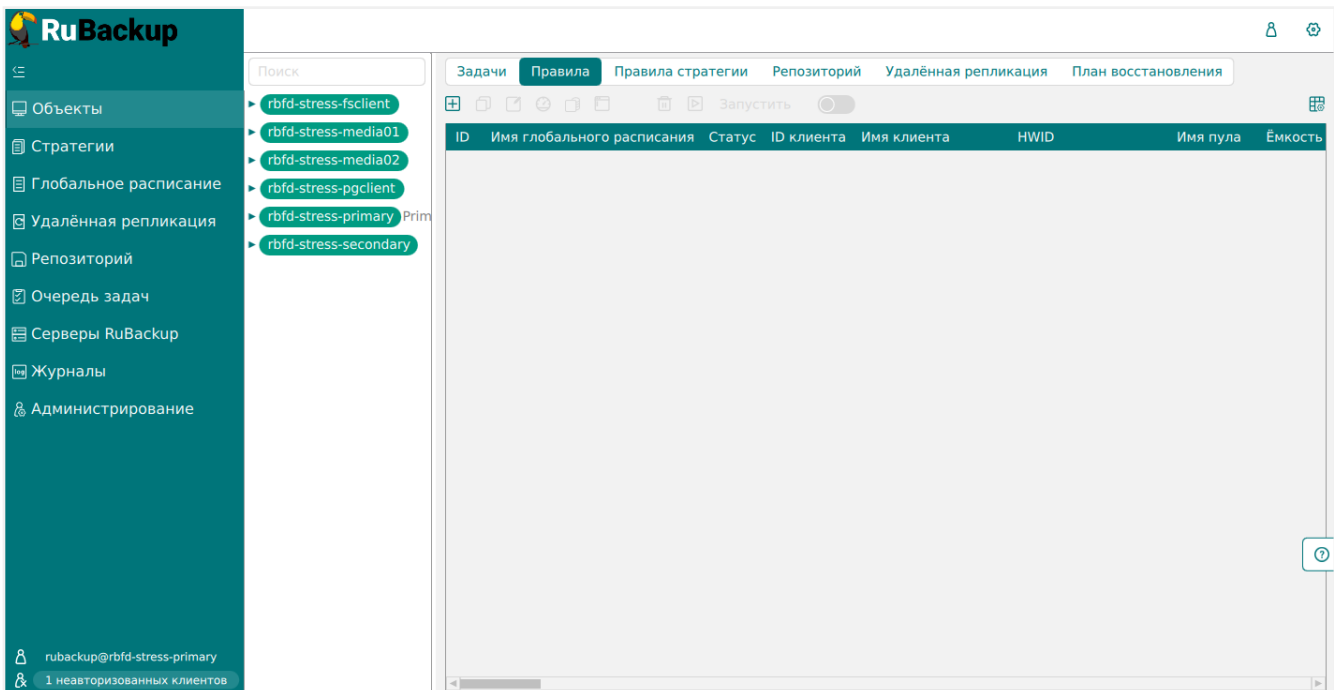 RuBackup
Объекты
Стратегии
Глобальное расписание
Удалённая репликация
Репозиторий
Очередь задач
Серверы RuBackup
log Журналы
Администрирование
rubackup@rbfd-stress-primary
1 неавторизованных клиентов
Поиск
rbfd-stress-fsclient
rbfd-stress-media01
rbfd-stress-media02
rbfd-stress-pgclient
rbfd-stress-primary Prim
rbfd-stress-secondary
Задачи Правила Правила стратегии Репозиторий Удалённая репликация План восстановления
Запустить
ID Имя глобального расписания Статус ID клиента Имя клиента HWID Имя пула Ёмкость